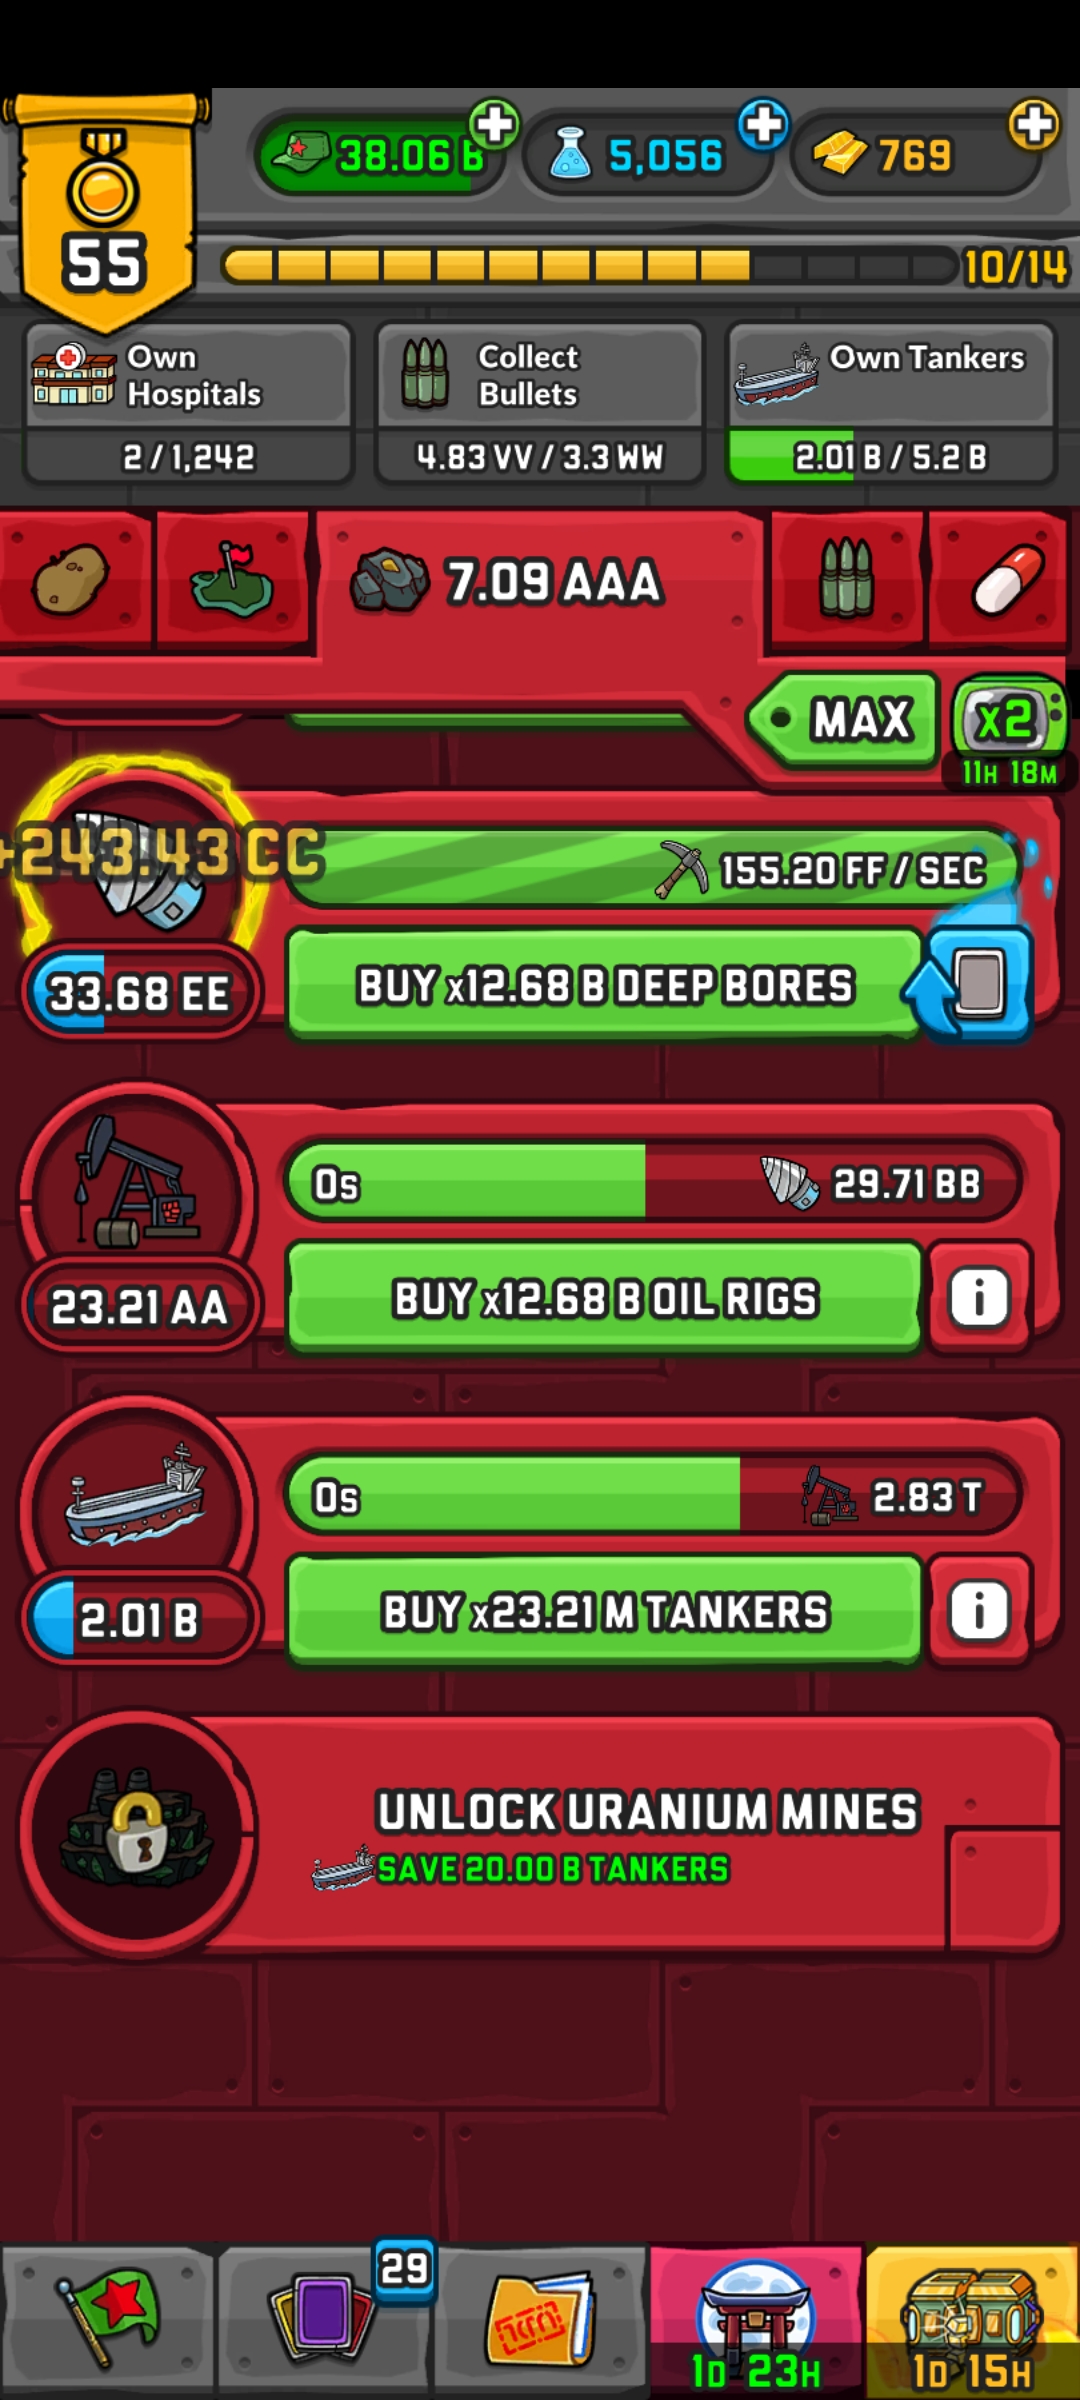 38.06 B
5,056
769
55
10/14
Own
Hospitals
2 / 1,242
Collect
Bullets
4.83 VV / 3.3 WW
Own Tankers
2.01 B / 5.2 B
7.09 AAA
MAX
x2
11H 18M
+243.43 CC
155.20 FF / SEC
33.68 EE
BUY x12.68 B DEEP BORES
0s
29.71 BB
23.21 AA
BUY x12.68 B OIL RIGS
i
0s
2.83 T
2.01 B
BUY x23.21 M TANKERS
i
UNLOCK URANIUM MINES
SAVE 20.00 B TANKERS
29
1D 23H
1D 15H